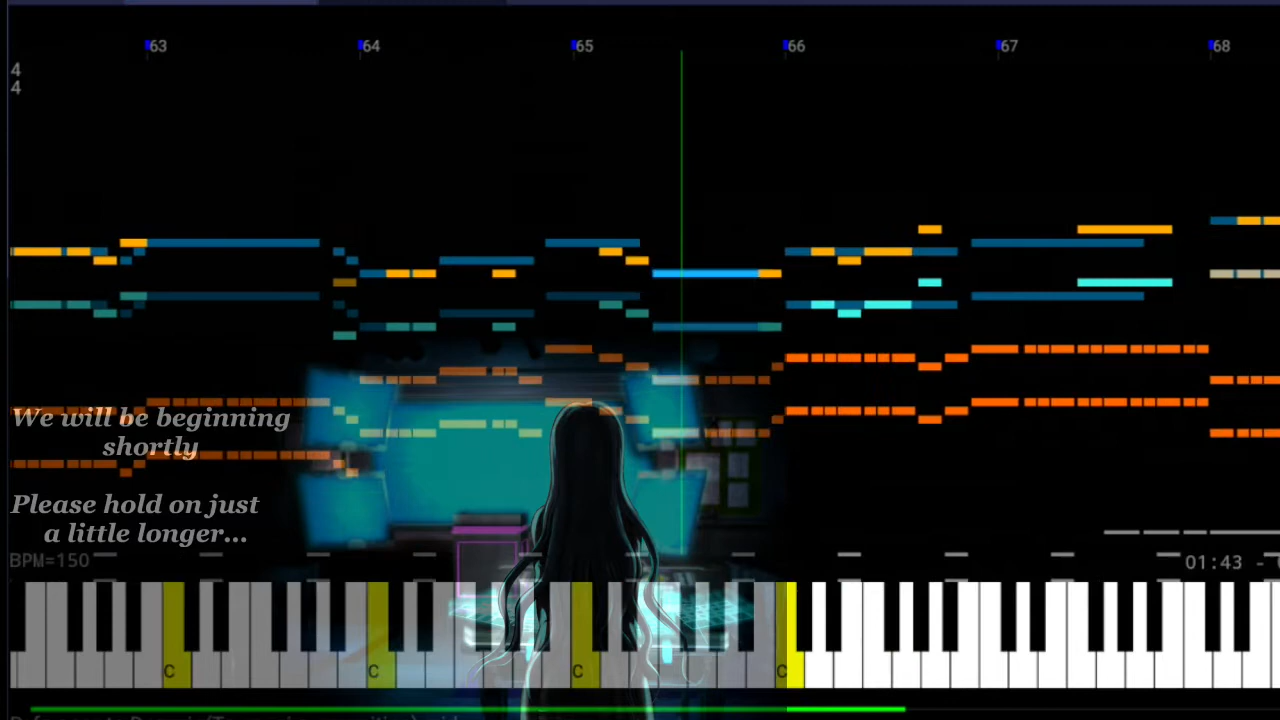 63 64 65 66 67 68
4
4
We will be beginning
shortly
Please hold on just
a little longer...
BPM=150
01:43 -
C C C C